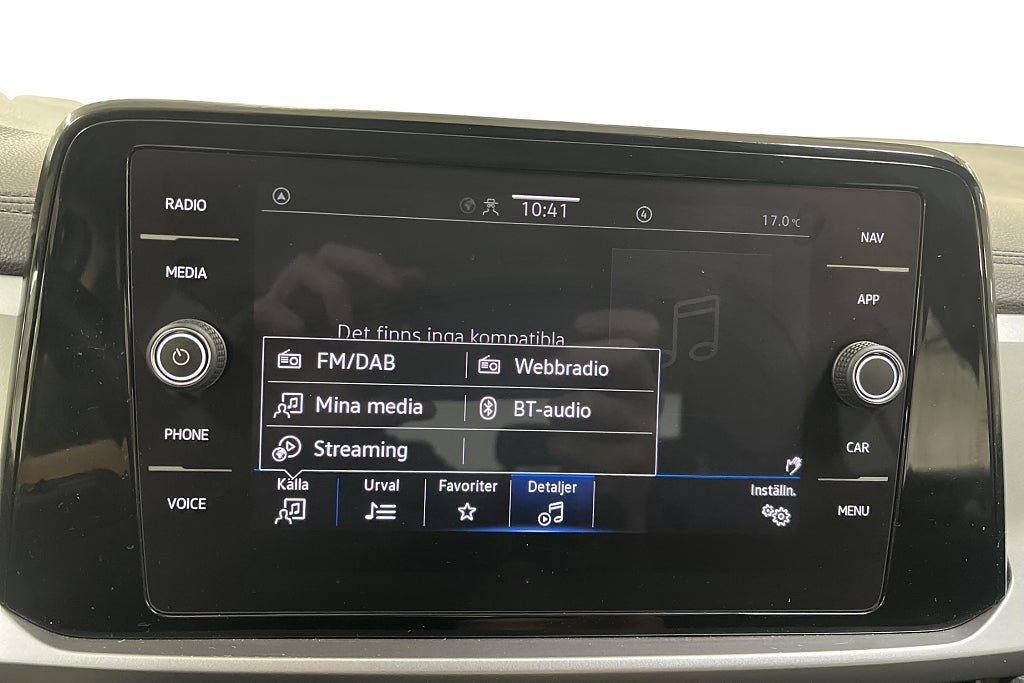 RADIO
MEDIA
PHONE
VOICE
10:41
4
17.0 °C
Det finns inga kompatibla
FM/DAB
Webbradio
Mina media
BT-audio
Streaming
Källa
Urval
Favoriter
Detaljer
Inställn.
NAV
APP
CAR
MENU